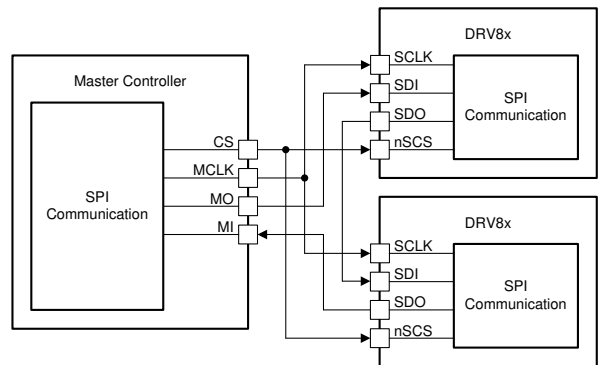 Master Controller
SPI
Communication
CS
MCLK
MO
MI
DRV8x
SCLK
SDI
SDO
nSCS
SPI
Communication
DRV8x
SCLK
SDI
SDO
nSCS
SPI
Communication